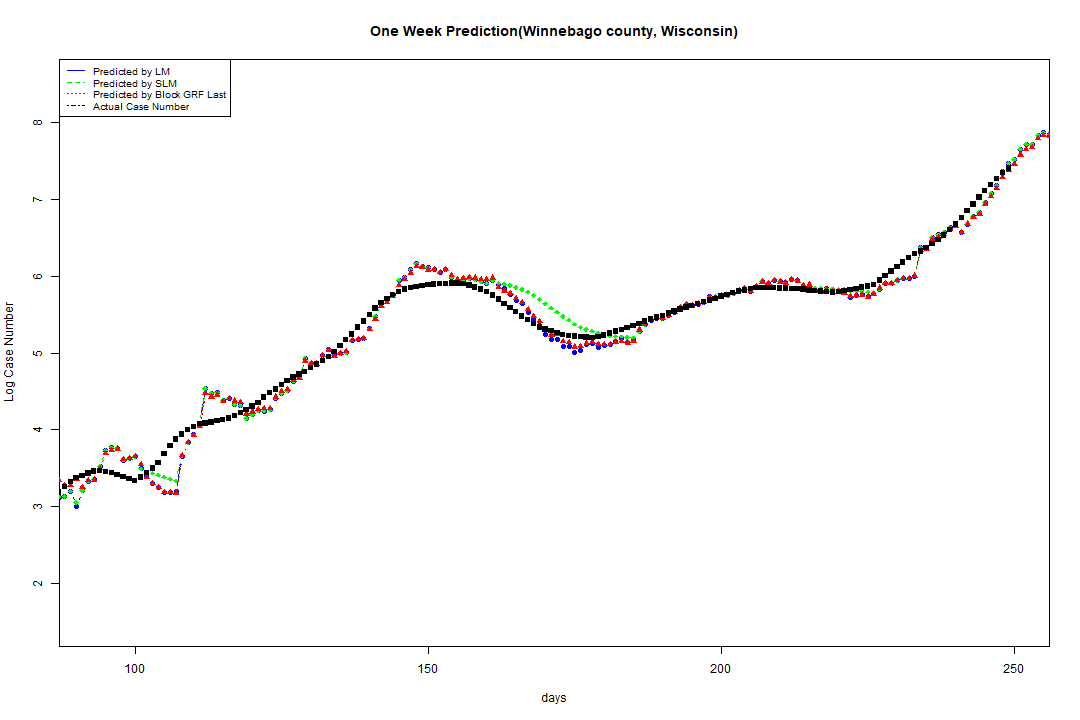 One Week Prediction(Winnebago county, Wisconsin)
Predicted by LM
Predicted by SLM
Predicted by Block GRF Last
Actual Case Number
8
7
6
5
4
3
2
Log Case Number
100 150 200 250
days